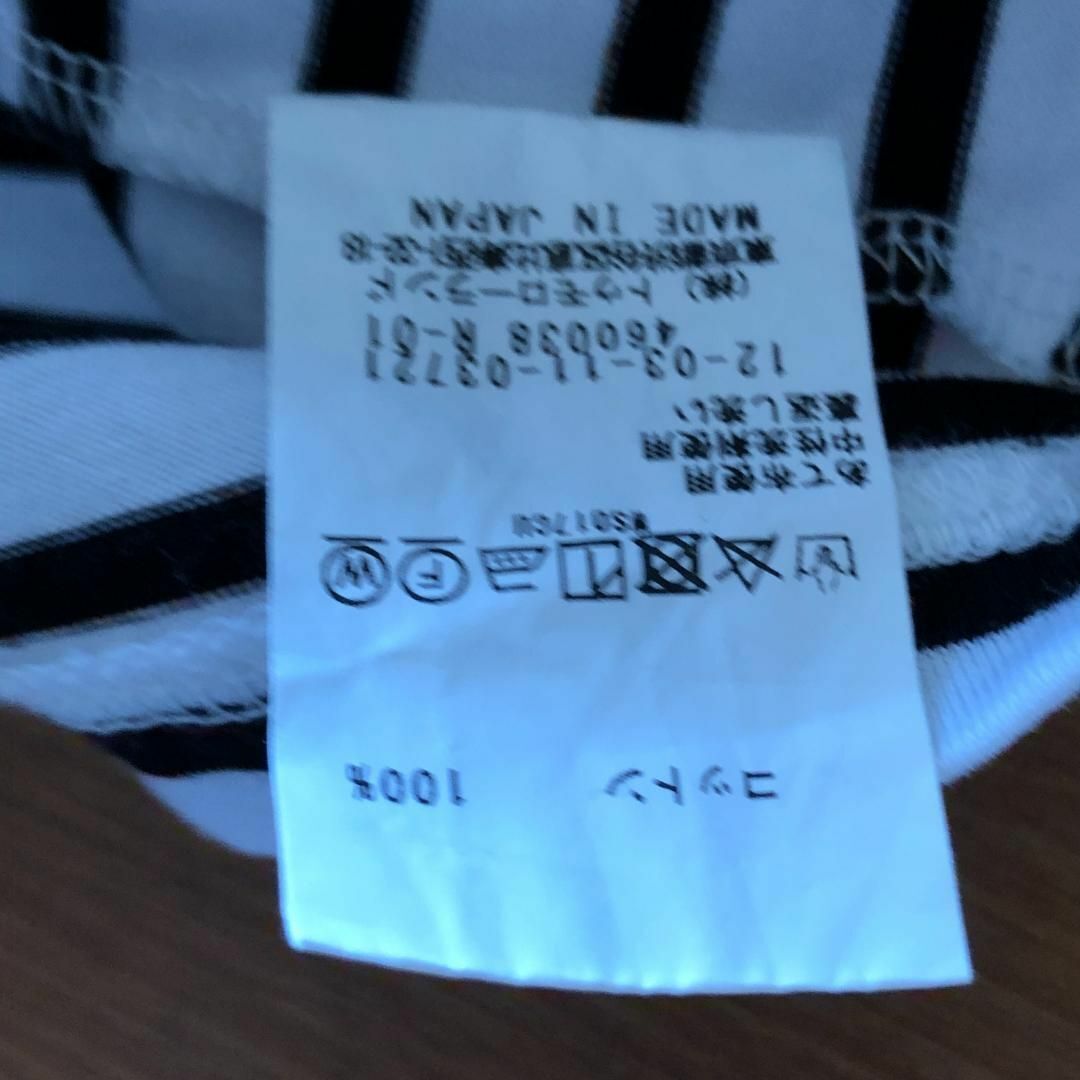 コットン 100%
WS017CU
あて布使用
中性洗剤使用
裏返し洗い
12-03-11-03721
460038 R-01
(株) トゥモローランド
MADE IN JAPAN